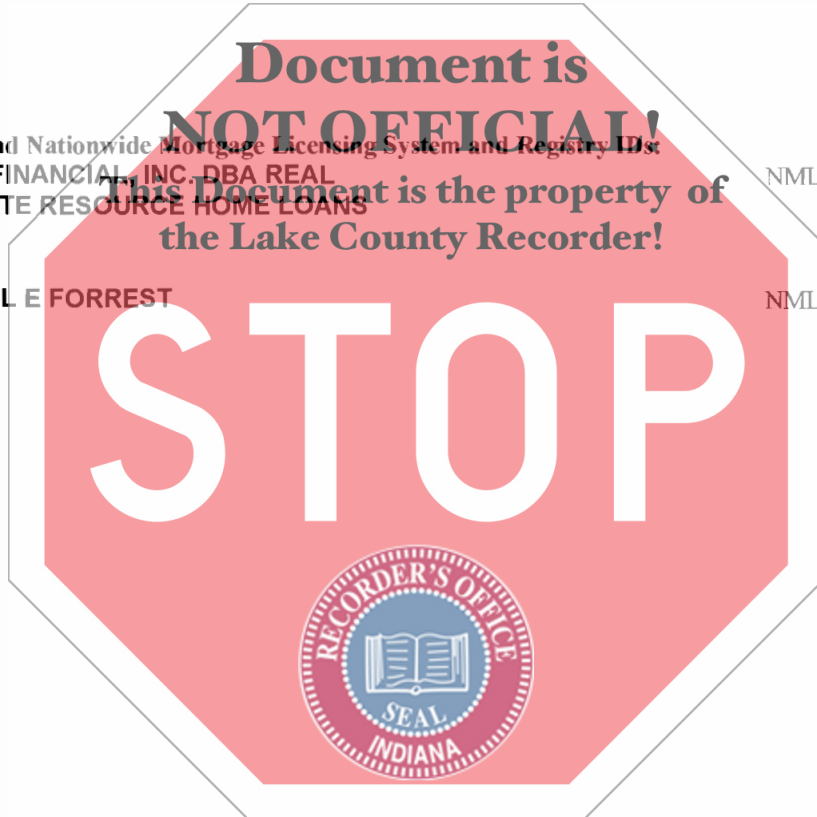 Document is
NOT OFFICIAL!
nd Nationwide Mortgage Licensing System and Registry IDs:
FINANCIAL, INC. DBA REAL NML
This Document is the property of
TE RESOURCE HOME LOANS
the Lake County Recorder!
L E FORREST NML
STOP
RECORDER'S OFFICE
SEAL
INDIANA